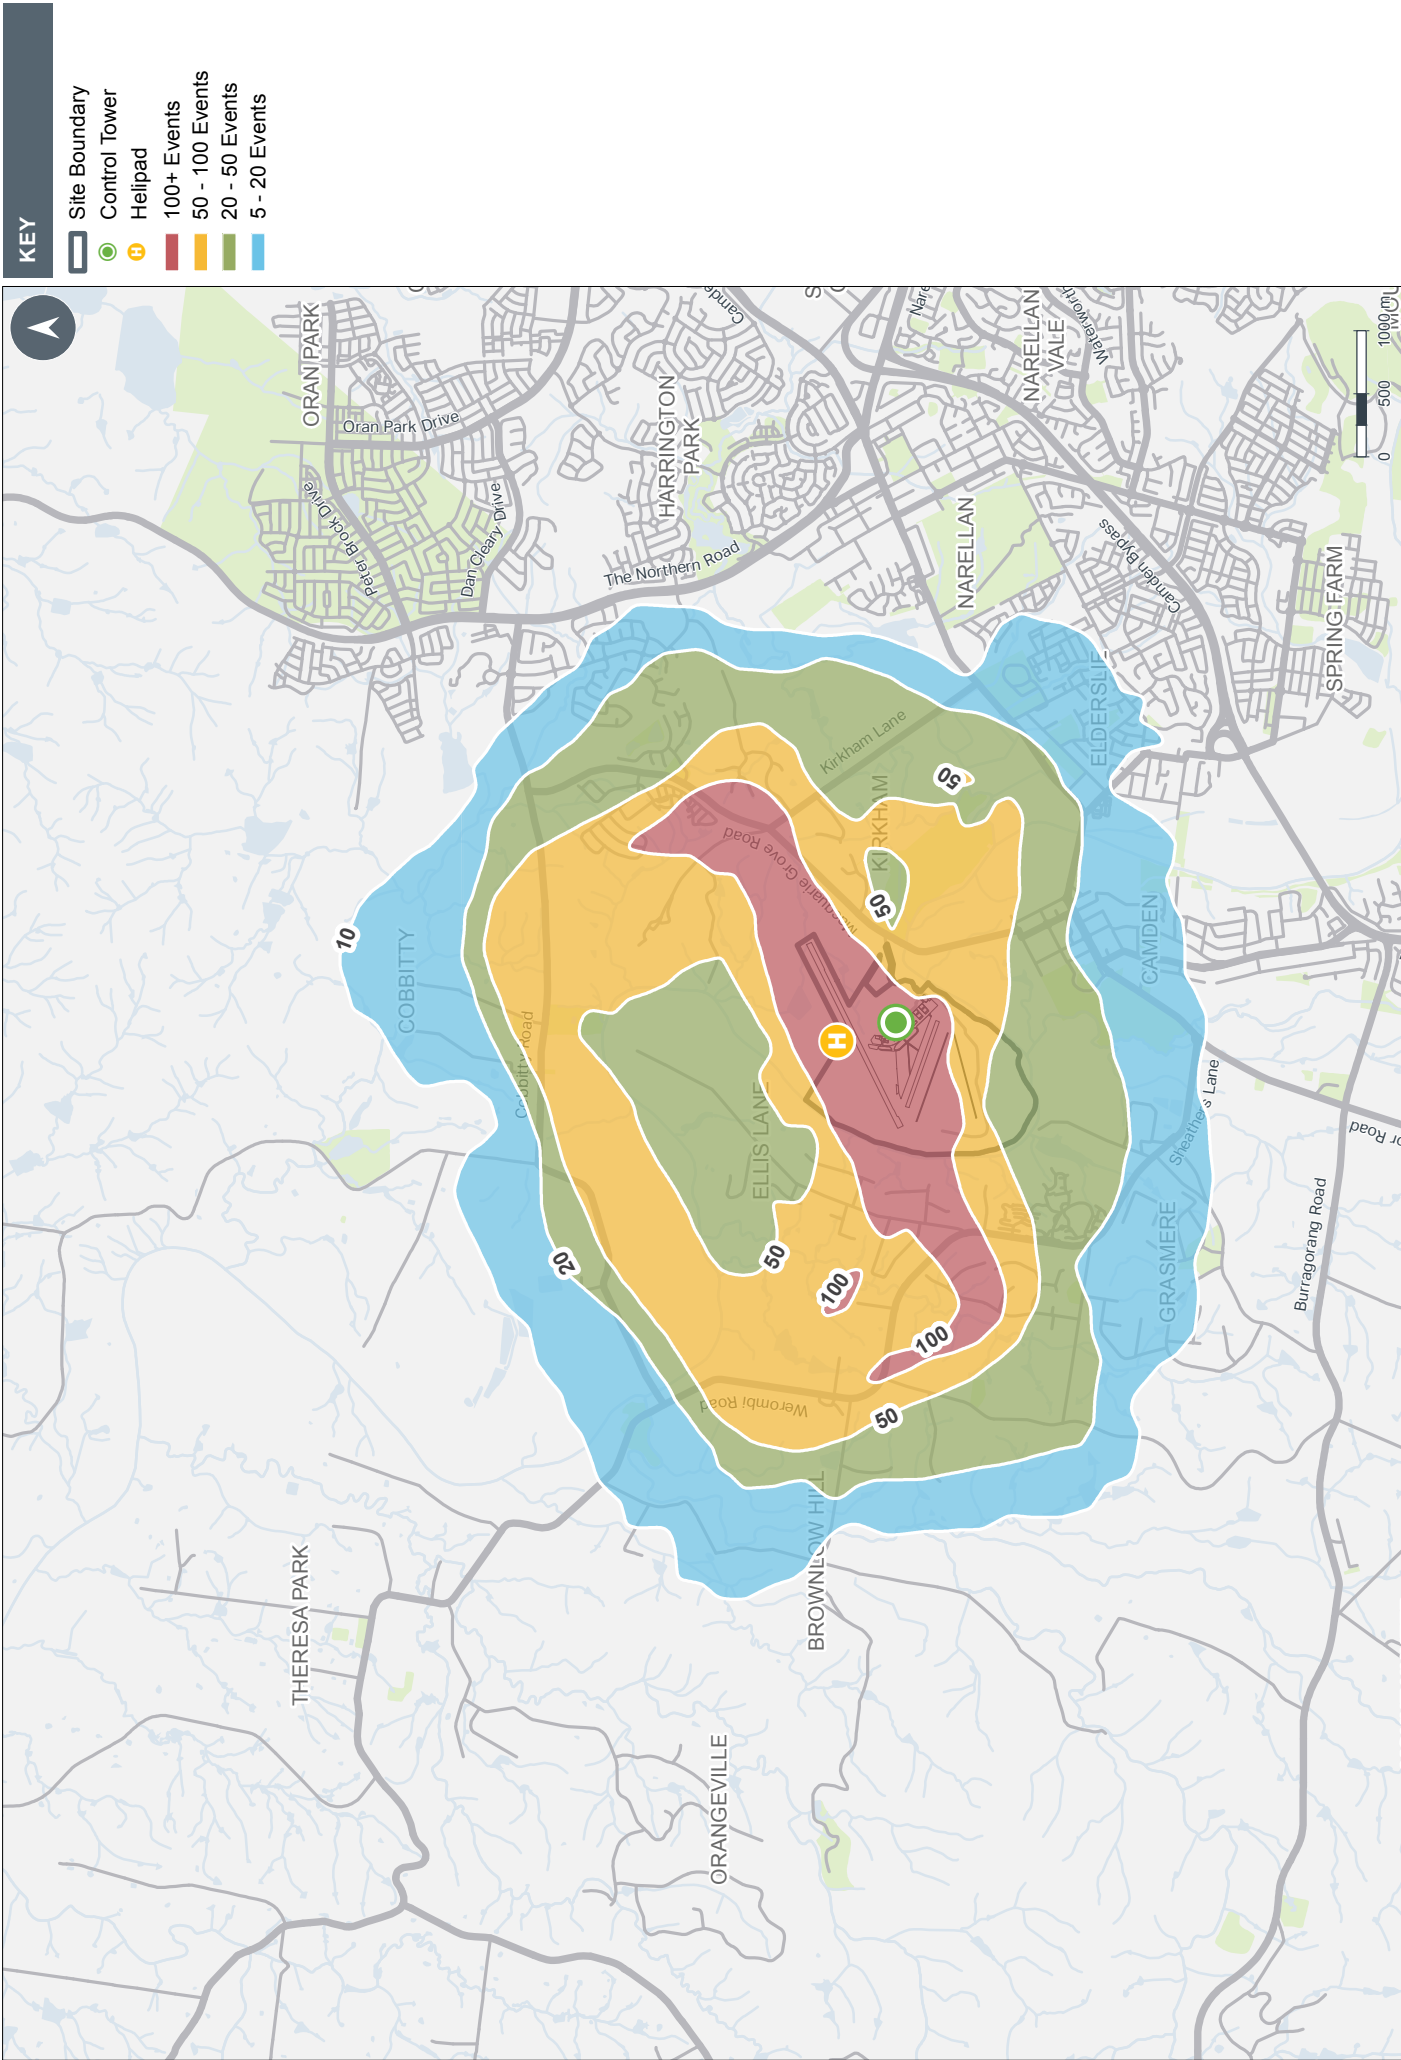 KEY
Site Boundary
Control Tower
Helipad
100+ Events
50 - 100 Events
20 - 50 Events
5 - 20 Events
ORAN PARK
Oran Park Drive
Peter Brock Drive
Dan Cleary Drive
HARRINGTON
PARK
The Northern Road
NARELLAN
NARELLAN
VALE
Camden Bypass
SPRING FARM
ELDERSLIE
Kirkham Lane
KIRKHAM
Macquarie Grove Road
COBBITTY
Cobbitty Road
ELLIS LANE
CAMDEN
Sheathers Lane
GRASMERE
Burragorang Road
Werombi Road
BROWNLOW HILL
THERESA PARK
ORANGEVILLE
10
20
50
50
50
50
100
100
H
0
500
1000 m